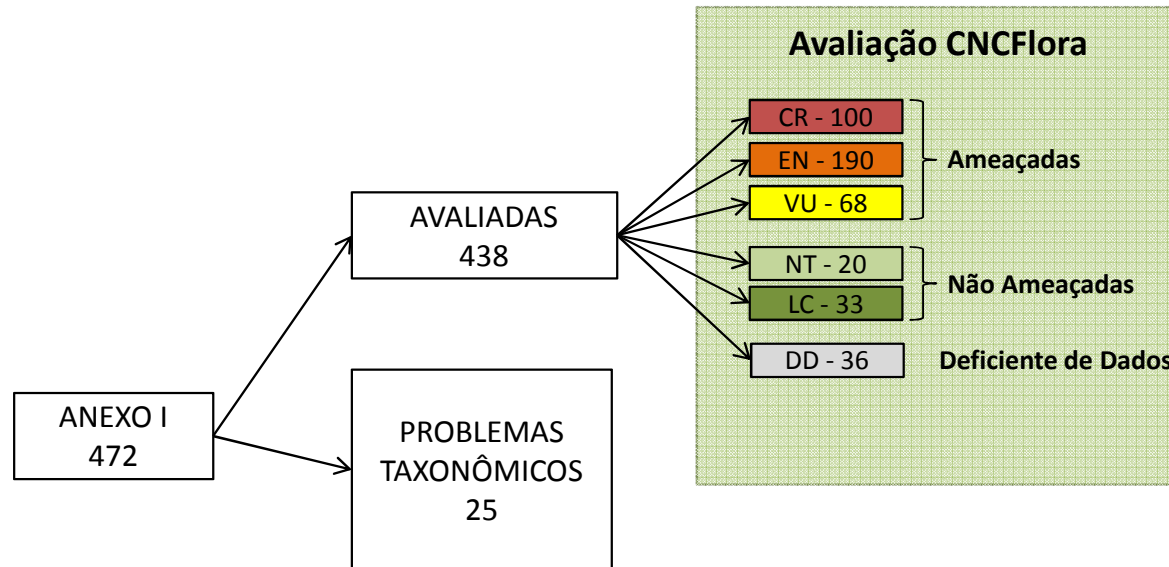 Avaliação CNCFlora
CR - 100
EN - 190
Ameaçadas
VU - 68
AVALIADAS
438
NT - 20
Não Ameaçadas
LC - 33
DD - 36
Deficiente de Dados
ANEXO I
472
PROBLEMAS
TAXONÔMICOS
25